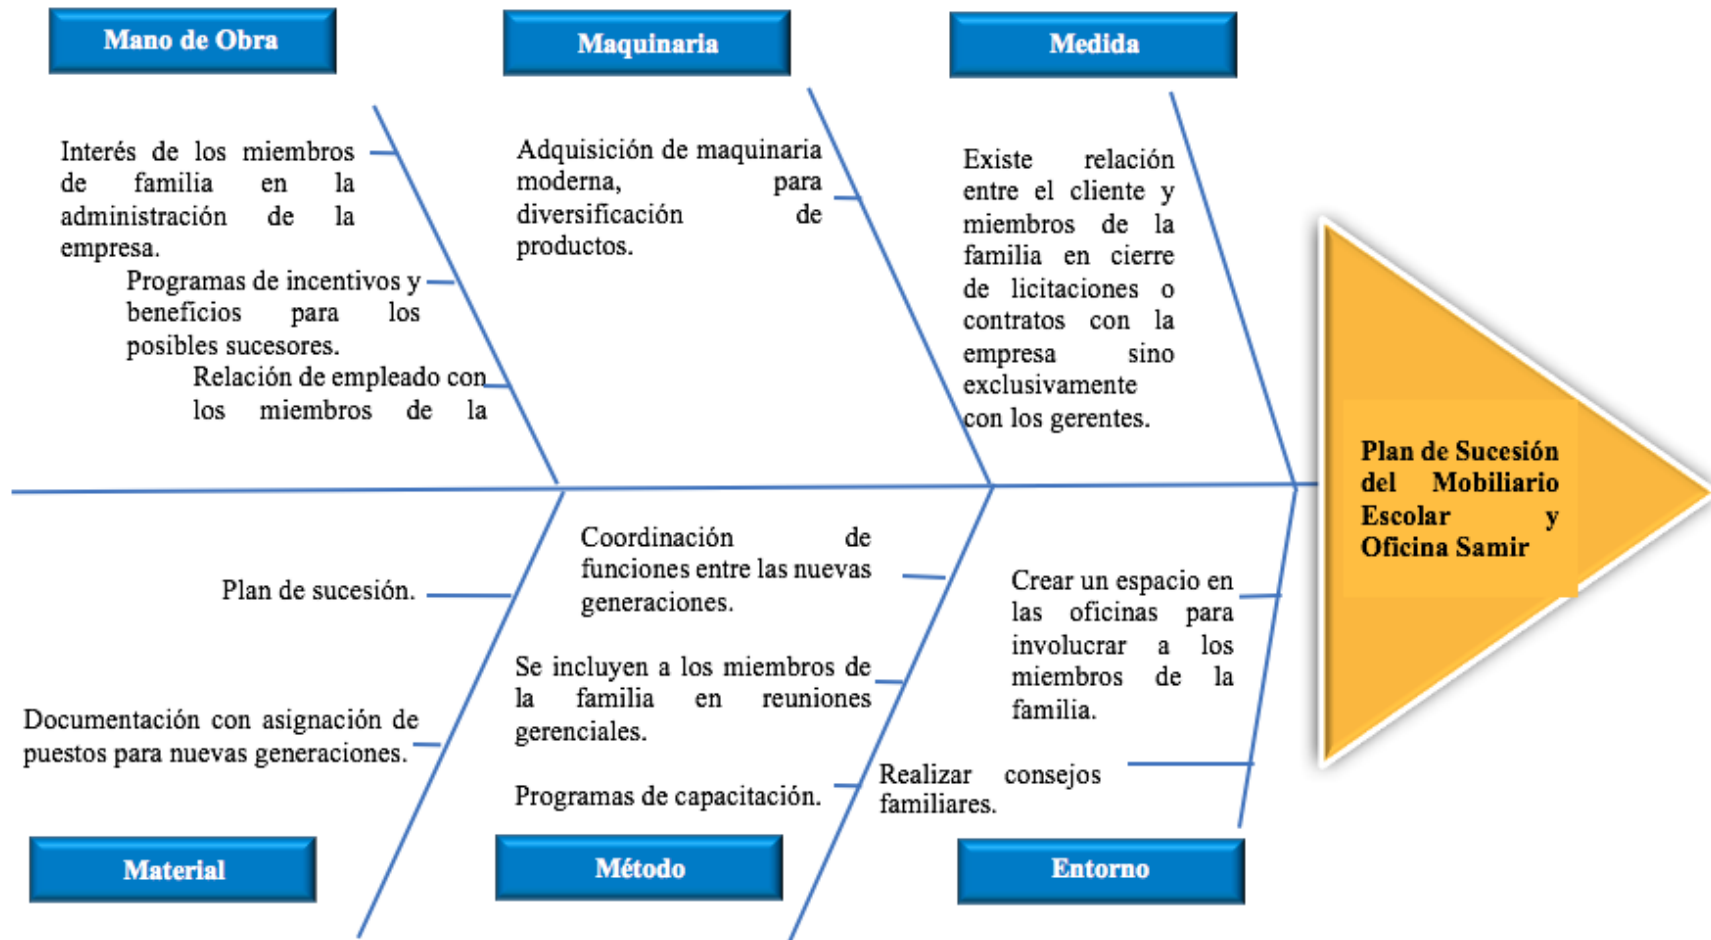 Mano de Obra
Maquinaria
Medida
Interés de los miembros
de familia en la
administración de la
empresa.
Programas de incentivos y
beneficios para los
posibles sucesores.
Relación de empleado con
los miembros de la
Adquisición de maquinaria
moderna, para
diversificación de
productos.
Existe relación
entre el cliente y
miembros de la
familia en cierre
de licitaciones o
contratos con la
empresa sino
exclusivamente
con los gerentes.
Plan de Sucesión
del Mobiliario
Escolar y
Oficina Samir
Plan de sucesión.
Documentación con asignación de
puestos para nuevas generaciones.
Coordinación de
funciones entre las nuevas
generaciones.
Se incluyen a los miembros de
la familia en reuniones
gerenciales.
Programas de capacitación.
Crear un espacio en
las oficinas para
involucrar a los
miembros de la
familia.
Realizar consejos
familiares.
Material
Método
Entorno